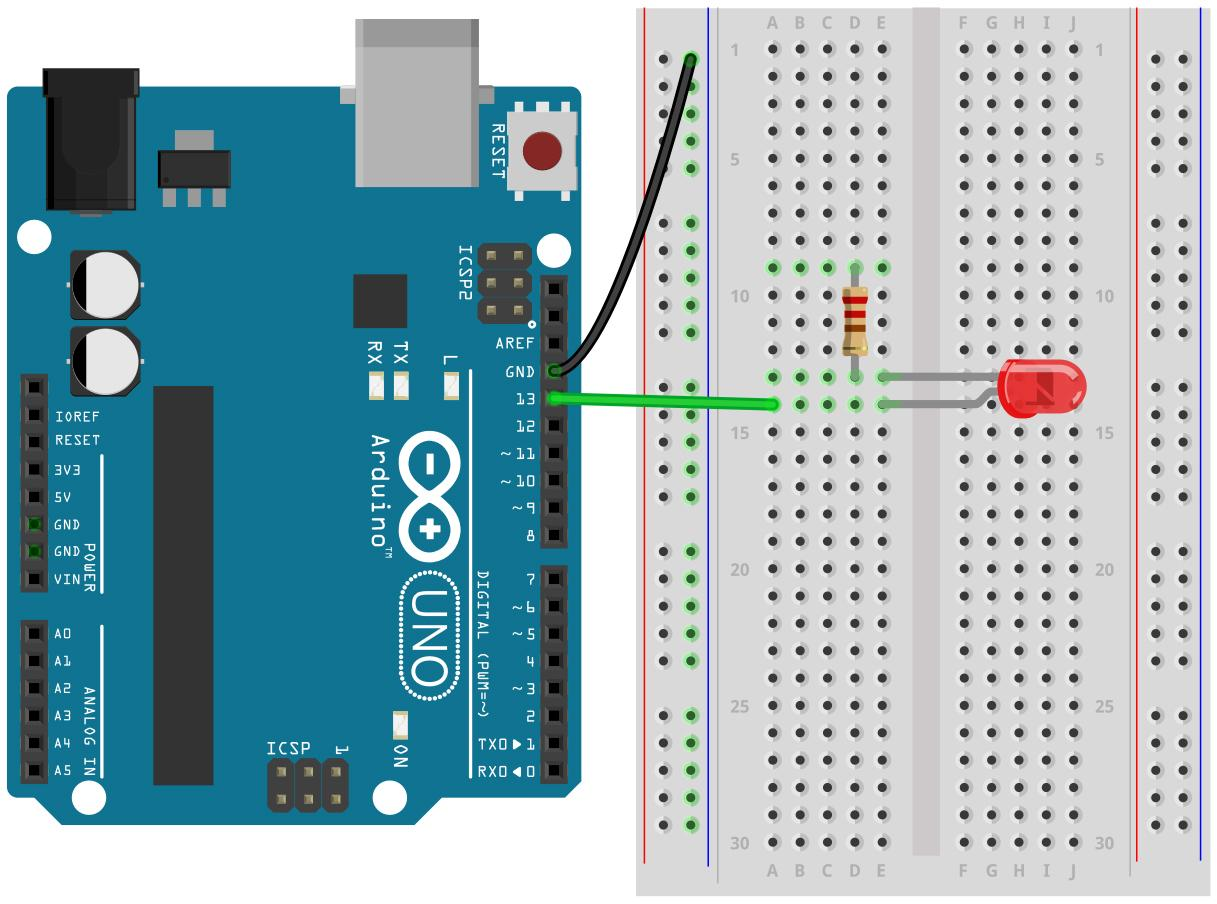 A B C D E F G H I J
1 1
5 5
10 10
15 15
20 20
25 25
30 30
A B C D E F G H I J
RESET
ICSP2
AREF
GND
13
12
~11
~10
~9
8
7
~6
~5
4
~3
2
TX0▶1
RX0◀0
RX
TX
L
IOREF
RESET
3V3
5V
GND
GND
VIN
POWER
A0
A1
A2
A3
A4
A5
ANALOG IN
Arduino™
UNO
DIGITAL (PWM=~)
ICSP 1
ON